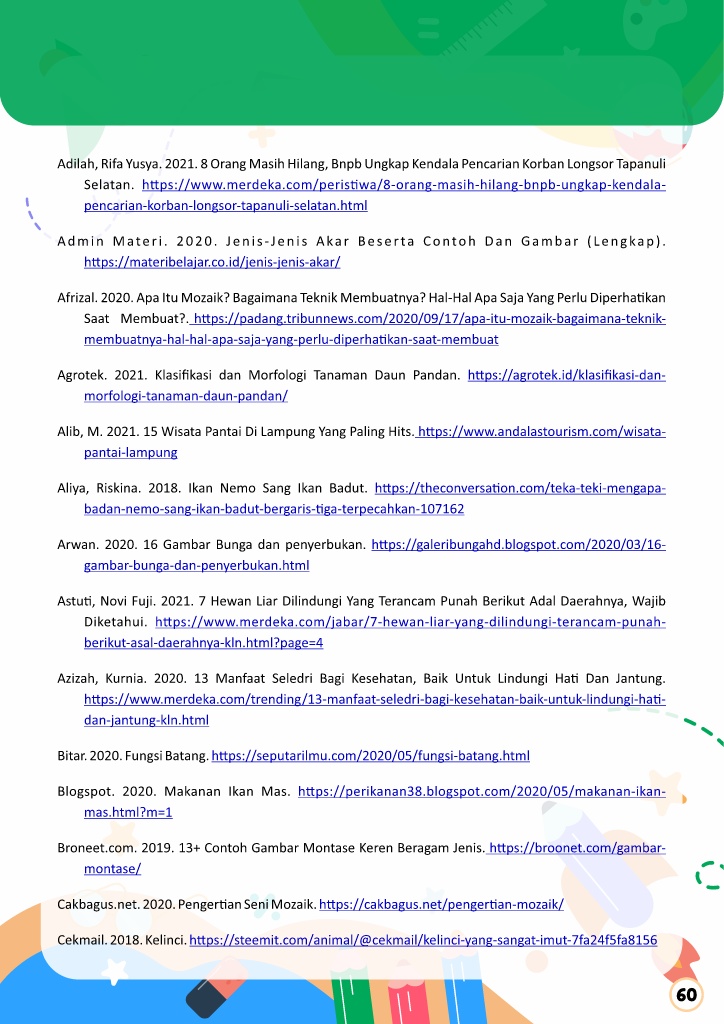 Adilah, Rifa Yusya. 2021. 8 Orang Masih Hilang, Bnpb Ungkap Kendala Pencarian Korban Longsor Tapanuli
Selatan. https://www.merdeka.com/peristiwa/8-orang-masih-hilang-bnpb-ungkap-kendala-
pencarian-korban-longsor-tapanuli-selatan.html
Admin Materi. 2020. Jenis-Jenis Akar Beserta Contoh Dan Gambar (Lengkap).
https://materibelajar.co.id/jenis-jenis-akar/
Afrizal. 2020. Apa Itu Mozaik? Bagaimana Teknik Membuatnya? Hal-Hal Apa Saja Yang Perlu Diperhatikan
Saat Membuat?. https://padang.tribunnews.com/2020/09/17/apa-itu-mozaik-bagaimana-teknik-
membuatnya-hal-hal-apa-saja-yang-perlu-diperhatikan-saat-membuat
Agrotek. 2021. Klasifikasi dan Morfologi Tanaman Daun Pandan. https://agrotek.id/klasifikasi-dan-
morfologi-tanaman-daun-pandan/
Alib, M. 2021. 15 Wisata Pantai Di Lampung Yang Paling Hits. https://www.andalastourism.com/wisata-
pantai-lampung
Aliya, Riskina. 2018. Ikan Nemo Sang Ikan Badut. https://theconversation.com/teka-teki-mengapa-
badan-nemo-sang-ikan-badut-bergaris-tiga-terpecahkan-107162
Arwan. 2020. 16 Gambar Bunga dan penyerbukan. https://galeribungahd.blogspot.com/2020/03/16-
gambar-bunga-dan-penyerbukan.html
Astuti, Novi Fuji. 2021. 7 Hewan Liar Dilindungi Yang Terancam Punah Berikut Adal Daerahnya, Wajib
Diketahui. https://www.merdeka.com/jabar/7-hewan-liar-yang-dilindungi-terancam-punah-
berikut-asal-daerahnya-kln.html?page=4
Azizah, Kurnia. 2020. 13 Manfaat Seledri Bagi Kesehatan, Baik Untuk Lindungi Hati Dan Jantung.
https://www.merdeka.com/trending/13-manfaat-seledri-bagi-kesehatan-baik-untuk-lindungi-hati-
dan-jantung-kln.html
Bitar. 2020. Fungsi Batang. https://seputarilmu.com/2020/05/fungsi-batang.html
Blogspot. 2020. Makanan Ikan Mas. https://perikanan38.blogspot.com/2020/05/makanan-ikan-
mas.html?m=1
Broneet.com. 2019. 13+ Contoh Gambar Montase Keren Beragam Jenis. https://broonet.com/gambar-
montase/
Cakbagus.net. 2020. Pengertian Seni Mozaik. https://cakbagus.net/pengertian-mozaik/
Cekmail. 2018. Kelinci. https://steemit.com/animal/@cekmail/kelinci-yang-sangat-imut-7fa24f5fa8156
60